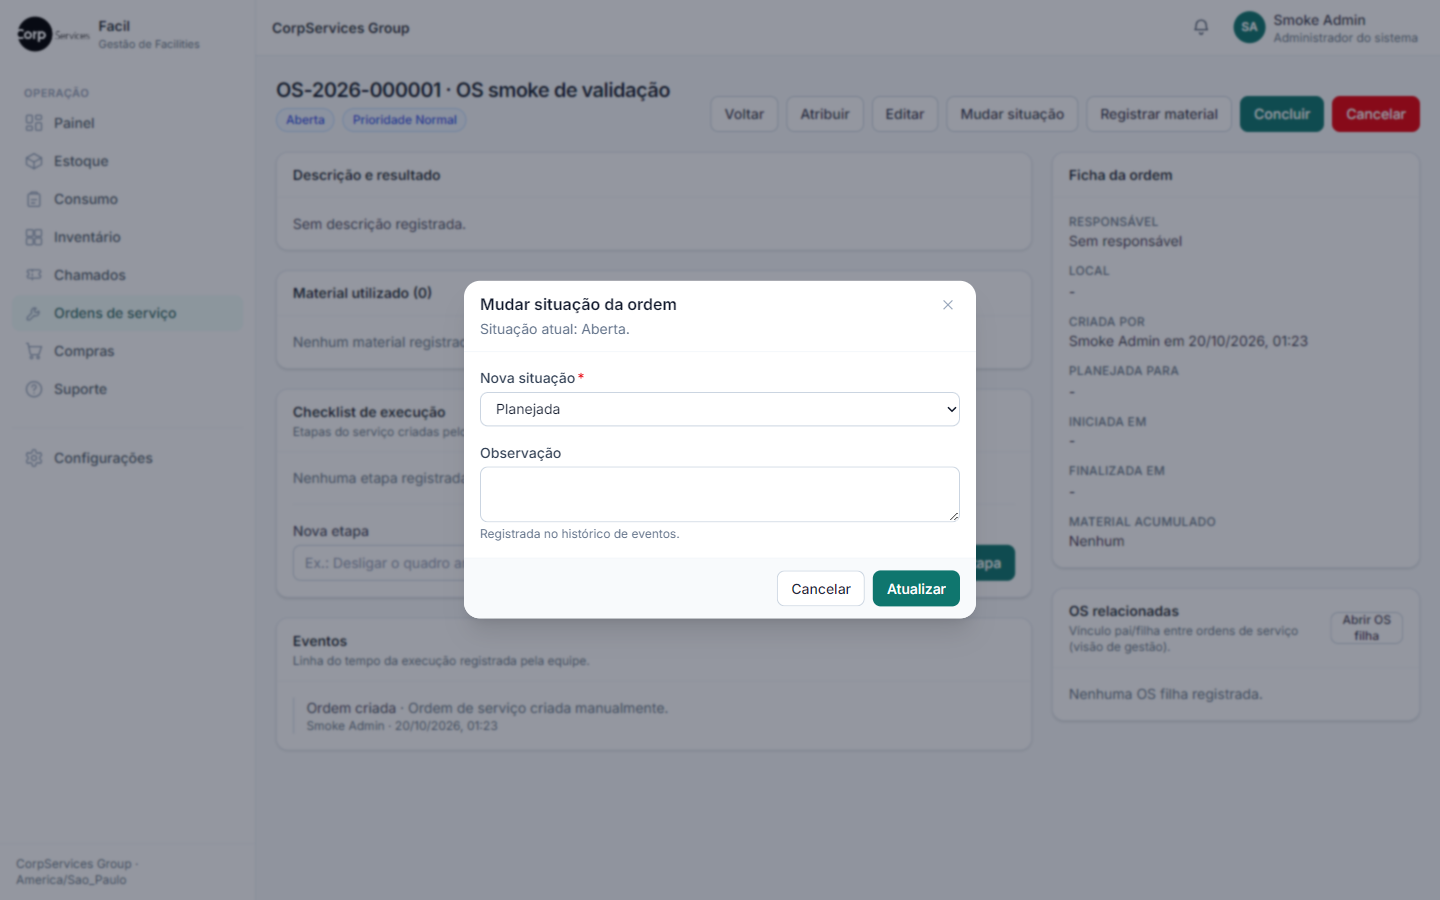 Corp Services
Facil
Gestão de Facilities
OPERAÇÃO
Painel
Estoque
Consumo
Inventário
Chamados
Ordens de serviço
Compras
Suporte
Configurações
CorpServices Group ·
America/Sao_Paulo
CorpServices Group
SA
Smoke Admin
Administrador do sistema
OS-2026-000001 · OS smoke de validação
Aberta
Prioridade Normal
Voltar
Atribuir
Editar
Mudar situação
Registrar material
Concluir
Cancelar
Descrição e resultado
Sem descrição registrada.
Material utilizado (0)
Nenhum material
Checklist de execução
Etapas do serviço criadas
Nenhuma etapa
Nova etapa
Ex.: Desligar o quadro
Eventos
Linha do tempo da execução registrada pela equipe.
Ordem criada · Ordem de serviço criada manualmente.
Smoke Admin · 20/10/2026, 01:23
Mudar situação da ordem
Situação atual: Aberta.
Nova situação *
Planejada
Observação
Registrada no histórico de eventos.
Cancelar
Atualizar
Ficha da ordem
RESPONSÁVEL
Sem responsável
LOCAL
-
CRIADA POR
Smoke Admin em 20/10/2026, 01:23
PLANEJADA PARA
-
INICIADA EM
-
FINALIZADA EM
-
MATERIAL ACUMULADO
Nenhum
OS relacionadas
Vínculo pai/filha entre ordens de serviço
(visão de gestão).
Abrir OS
filha
Nenhuma OS filha registrada.